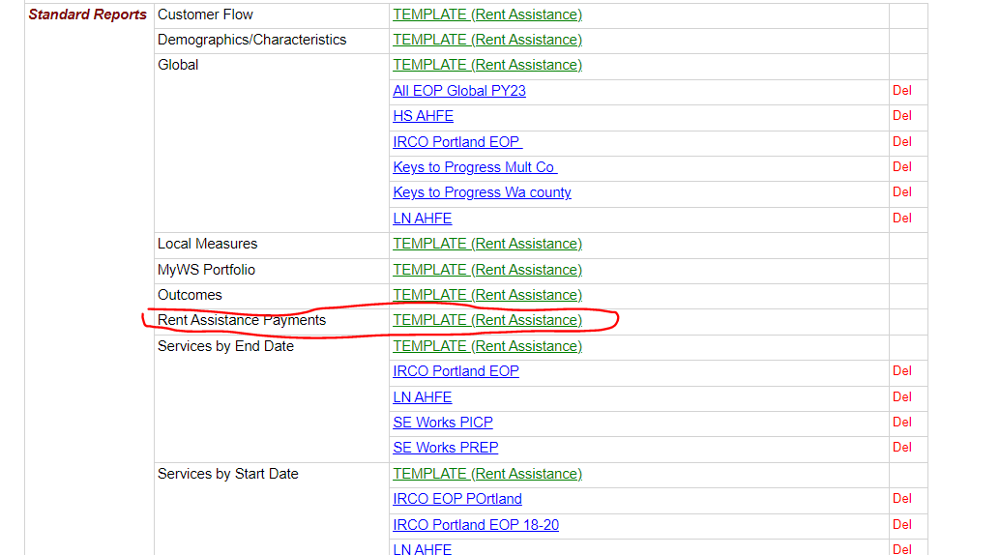 Standard Reports Customer Flow TEMPLATE (Rent Assistance)
Demographics/Characteristics TEMPLATE (Rent Assistance)
Global TEMPLATE (Rent Assistance)
All EOP Global PY23 Del
HS AHFE Del
IRCO Portland EOP Del
Keys to Progress Mult Co Del
Keys to Progress Wa county Del
LN AHFE Del
Local Measures TEMPLATE (Rent Assistance)
MyWS Portfolio TEMPLATE (Rent Assistance)
Outcomes TEMPLATE (Rent Assistance)
Rent Assistance Payments TEMPLATE (Rent Assistance)
Services by End Date TEMPLATE (Rent Assistance)
IRCO Portland EOP Del
LN AHFE Del
SE Works PICP Del
SE Works PREP Del
Services by Start Date TEMPLATE (Rent Assistance)
IRCO EOP POrtland Del
IRCO Portland EOP 18-20 Del
LN AHFE Del